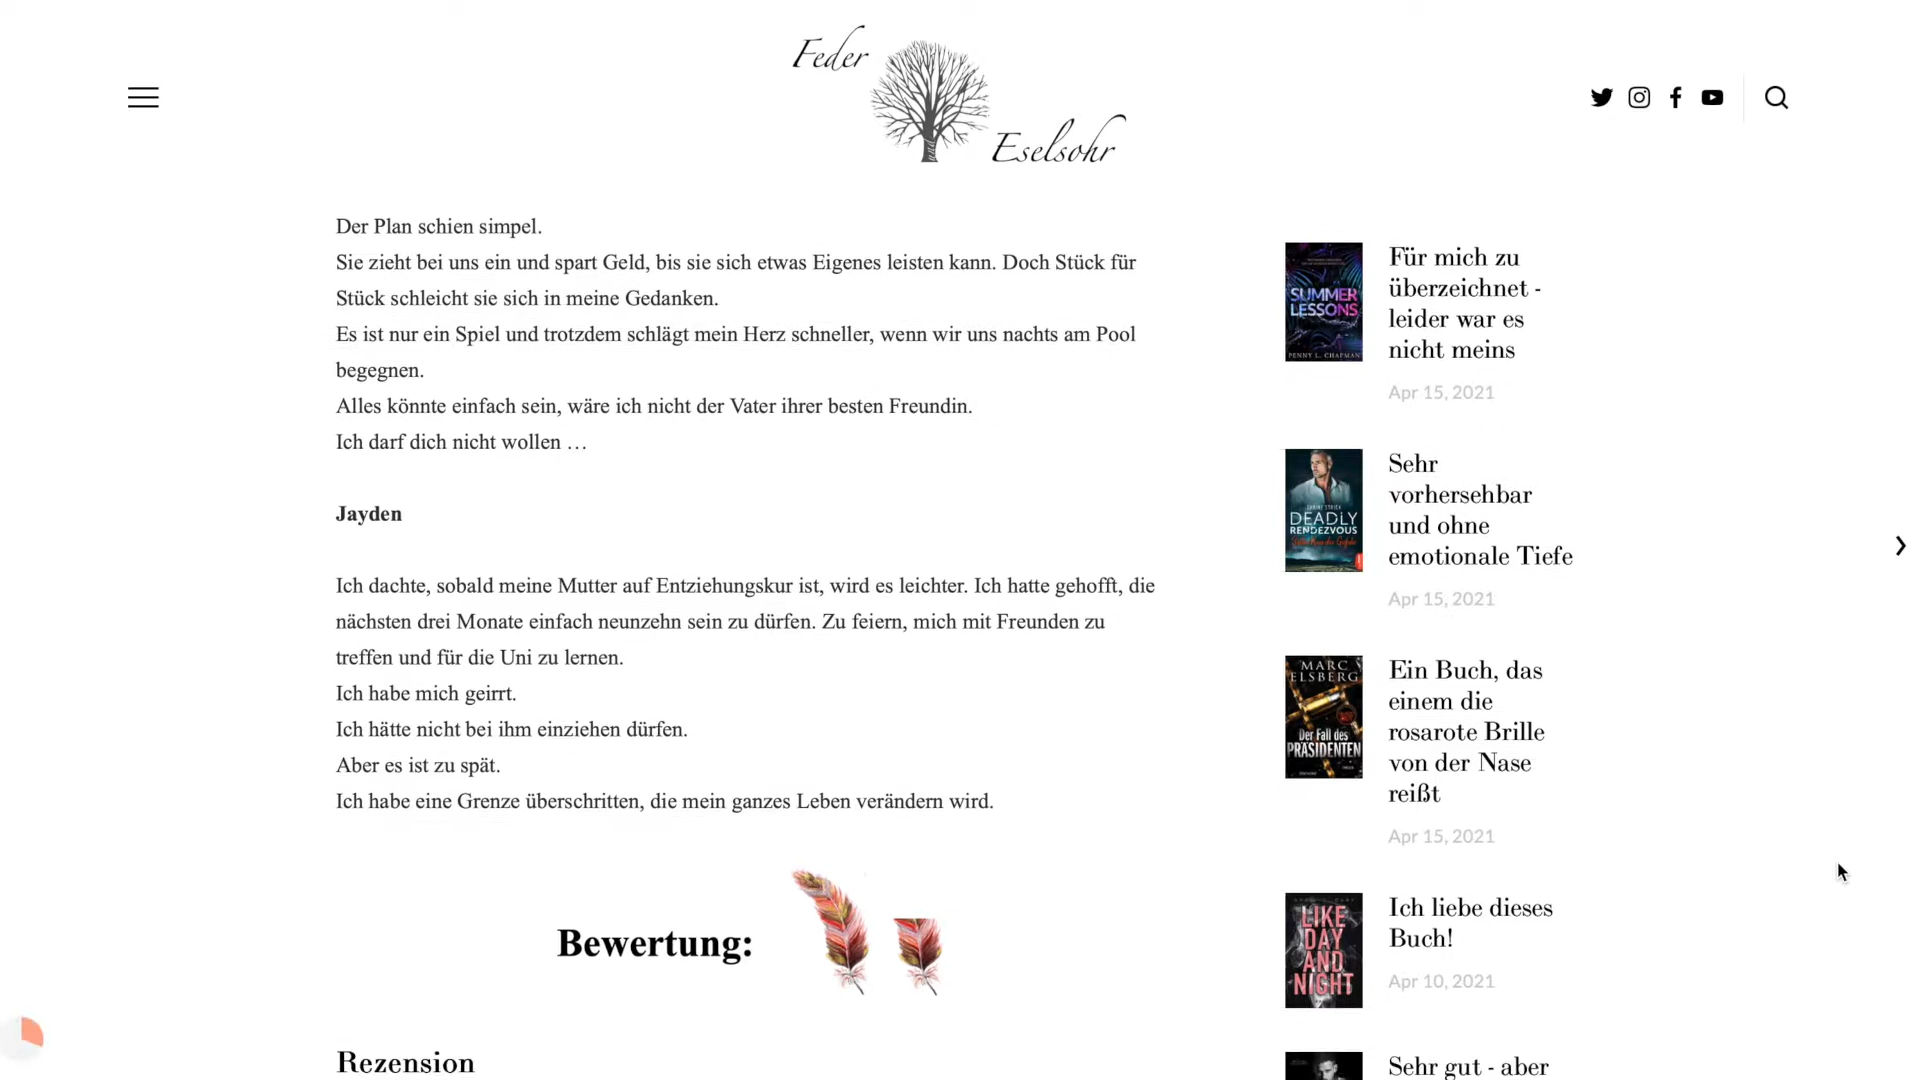 Feder
Eselsohr
Der Plan schien simpel.
Sie zieht bei uns ein und spart Geld, bis sie sich etwas Eigenes leisten kann. Doch Stück für
Stück schleicht sie sich in meine Gedanken.
Es ist nur ein Spiel und trotzdem schlägt mein Herz schneller, wenn wir uns nachts am Pool
begegnen.
Alles könnte einfach sein, wäre ich nicht der Vater ihrer besten Freundin.
Ich darf dich nicht wollen …
Jayden
Ich dachte, sobald meine Mutter auf Entziehungskur ist, wird es leichter. Ich hatte gehofft, die
nächsten drei Monate einfach neunzehn sein zu dürfen. Zu feiern, mich mit Freunden zu
treffen und für die Uni zu lernen.
Ich habe mich geirrt.
Ich hätte nicht bei ihm einziehen dürfen.
Aber es ist zu spät.
Ich habe eine Grenze überschritten, die mein ganzes Leben verändern wird.
Bewertung:
Rezension
SUMMER
LESSONS
PENNY L. CHAPMAN
Für mich zu
überzeichnet -
leider war es
nicht meins
Apr 15, 2021
DEADLY
RENDEZVOUS
Sehr
vorhersehbar
und ohne
emotionale Tiefe
Apr 15, 2021
MARC
ELSBERG
Der Fall des
PRÄSIDENTEN
Ein Buch, das
einem die
rosarote Brille
von der Nase
reißt
Apr 15, 2021
LIKE
DAY
AND
NIGHT
Ich liebe dieses
Buch!
Apr 10, 2021
Sehr gut - aber